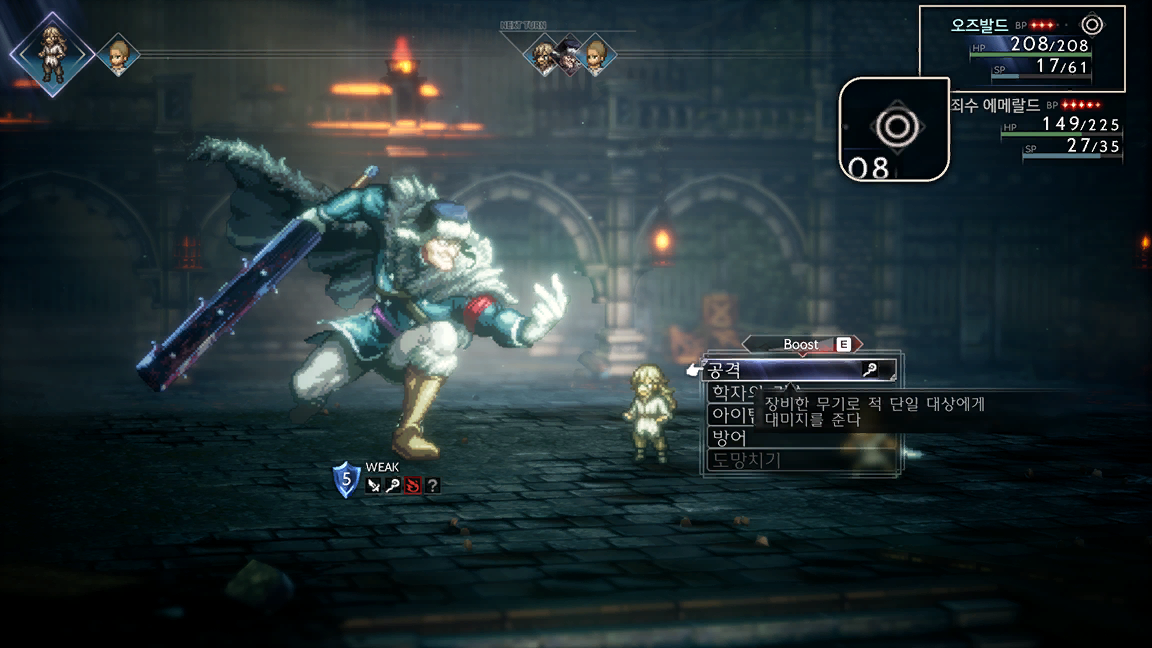 NEXT TURN
오즈발드 BP
HP 208/208
SP 17/61
08
죄수 에메랄드 BP
HP 149/225
SP 27/35
Boost E
공격
학자의
장비한 무기로 적 단일 대상에게
대미지를 준다
방어
도망치기
WEAK
5 ?